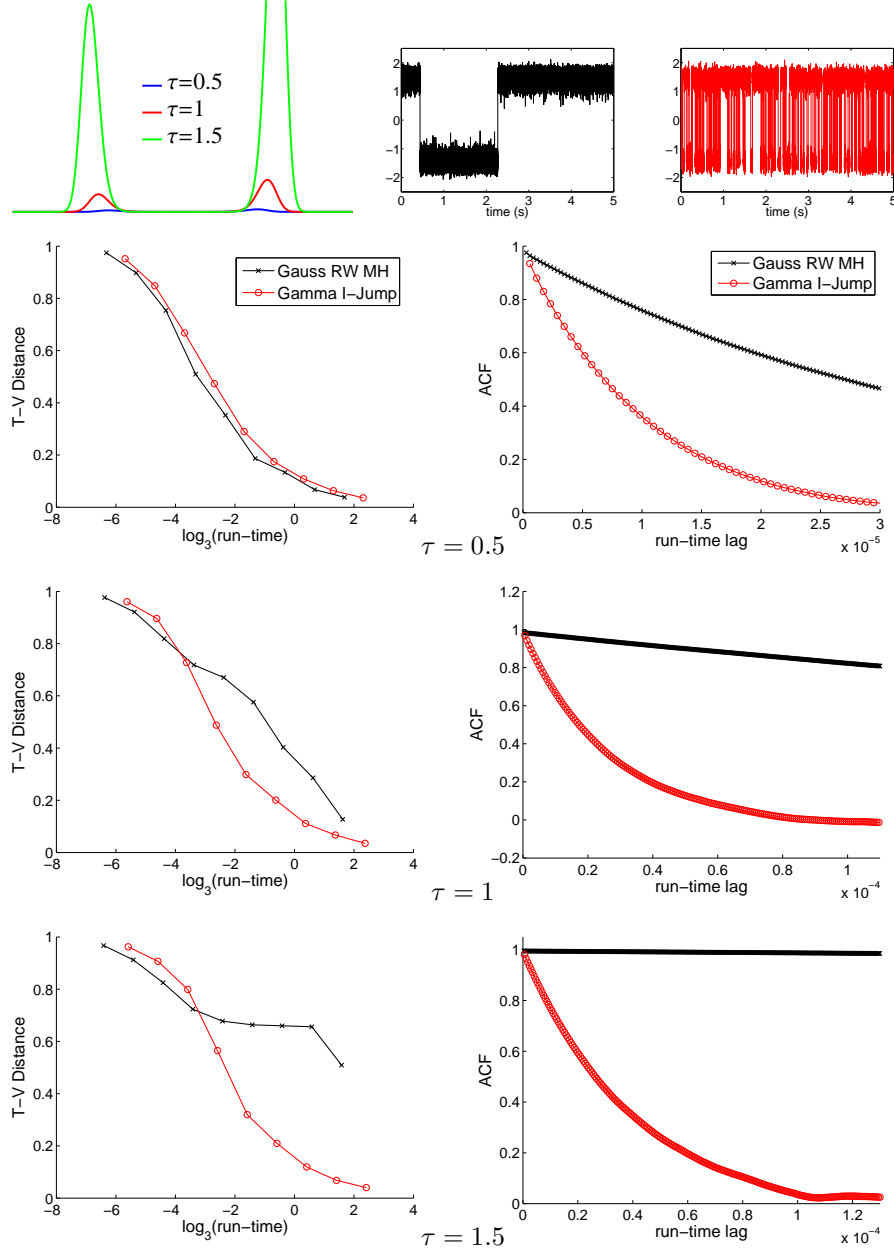 τ=0.5
τ=1
τ=1.5
2
1
0
−1
−2
0 1 2 3 4 5
time (s)
2
1
0
−1
−2
0 1 2 3 4 5
time (s)
1
0.8
0.6
0.4
0.2
0
−8 −6 −4 −2 0 2 4
T−V Distance
log3(run−time)
Gauss RW MH
Gamma I−Jump
1
0.8
0.6
0.4
0.2
0
0 0.5 1 1.5 2 2.5 3
x 10−5
ACF
run−time lag
Gauss RW MH
Gamma I−Jump
τ = 0.5
1
0.8
0.6
0.4
0.2
0
−8 −6 −4 −2 0 2 4
T−V Distance
log3(run−time)
1.2
1
0.8
0.6
0.4
0.2
0
−0.2
0 0.2 0.4 0.6 0.8 1
x 10−4
ACF
run−time lag
τ = 1
1
0.8
0.6
0.4
0.2
0
−8 −6 −4 −2 0 2 4
T−V Distance
log3(run−time)
1
0.8
0.6
0.4
0.2
0
0 0.2 0.4 0.6 0.8 1 1.2
x 10−4
ACF
run−time lag
τ = 1.5